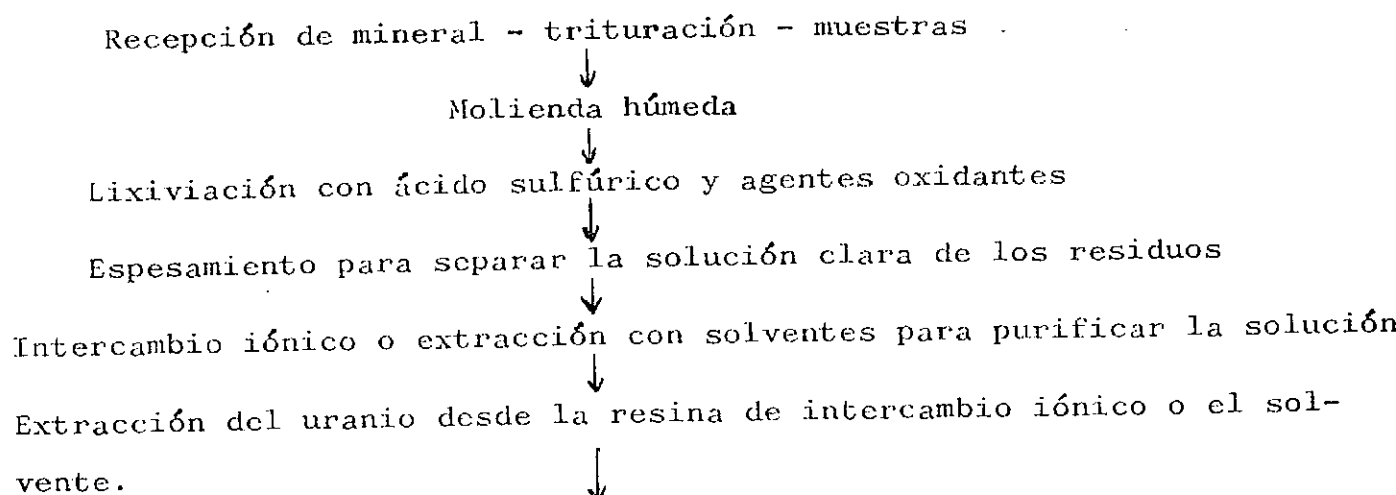 Recepción de mineral - trituración - muestras
Molienda húmeda
Lixiviación con ácido sulfúrico y agentes oxidantes
Espesamiento para separar la solución clara de los residuos
Intercambio iónico o extracción con solventes para purificar la solución
Extracción del uranio desde la resina de intercambio iónico o el sol-
vente.